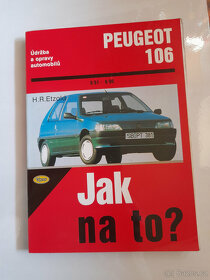 PEUGEOT
106
Údržba
a opravy
automobilů
H.R.Etzold
Jak
na to?